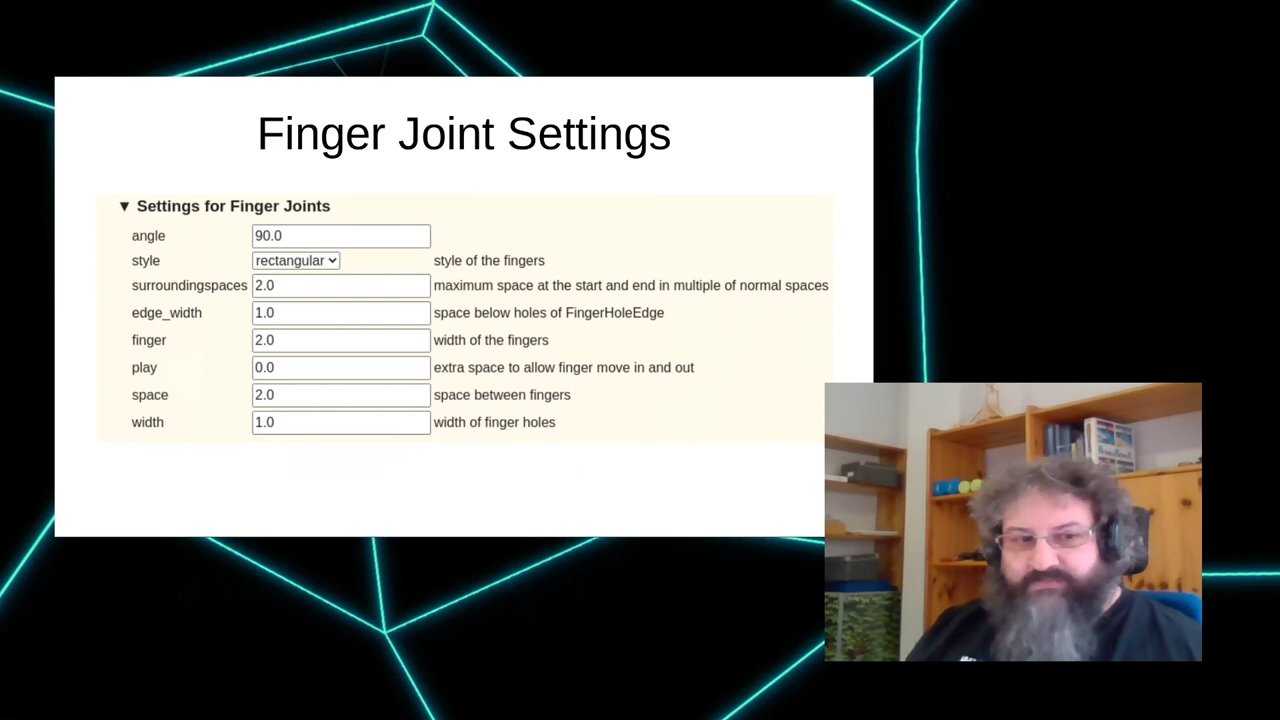 Finger Joint Settings
▼ Settings for Finger Joints
angle 90.0
style rectangular style of the fingers
surroundingspaces 2.0 maximum space at the start and end in multiple of normal spaces
edge_width 1.0 space below holes of FingerHoleEdge
finger 2.0 width of the fingers
play 0.0 extra space to allow finger move in and out
space 2.0 space between fingers
width 1.0 width of finger holes